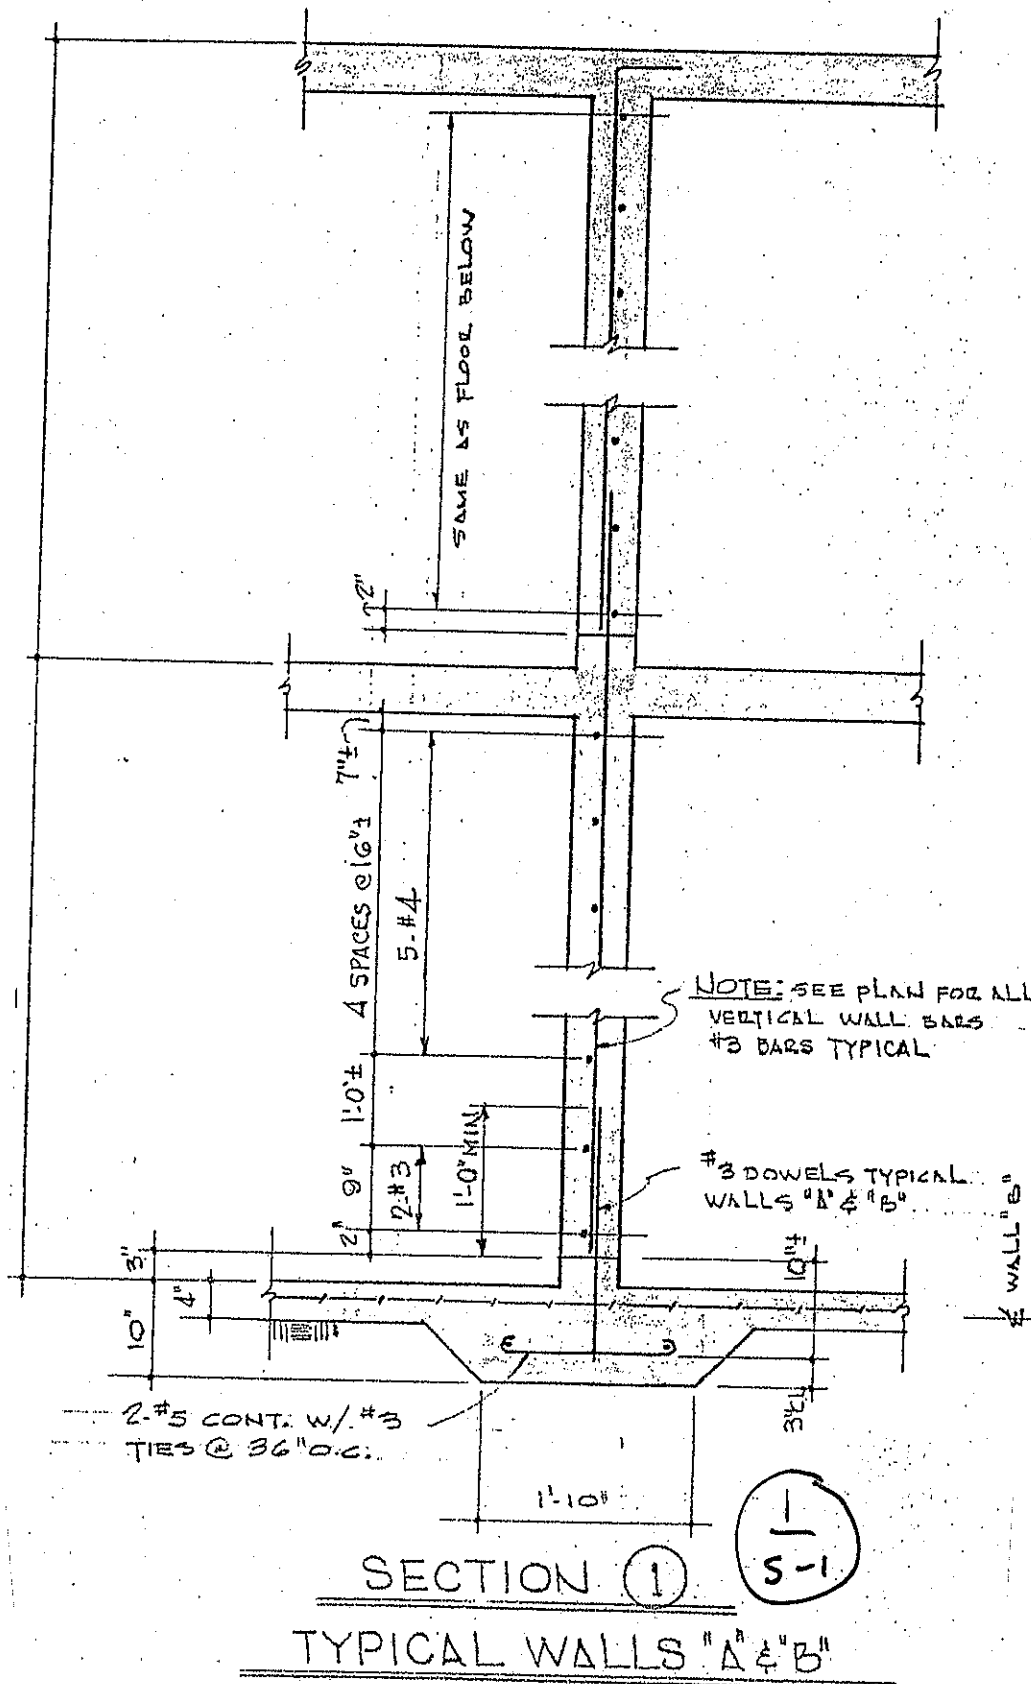 SAME AS FLOOR BELOW
2"
7"±
4 SPACES @ 16"±
5-#4
1'-0"±
9"
2-#3
1'-0" MIN.
2"
3"
4"
10"
NOTE: SEE PLAN FOR ALL
VERTICAL WALL BARS
#3 BARS TYPICAL
#3 DOWELS TYPICAL
WALLS "A" & "B"
10"±
3"CL
℄ WALL "B"
2-#5 CONT. W/ #3
TIES @ 36" O.C.
1'-10"
1
S-1
SECTION 1
TYPICAL WALLS "A" & "B"